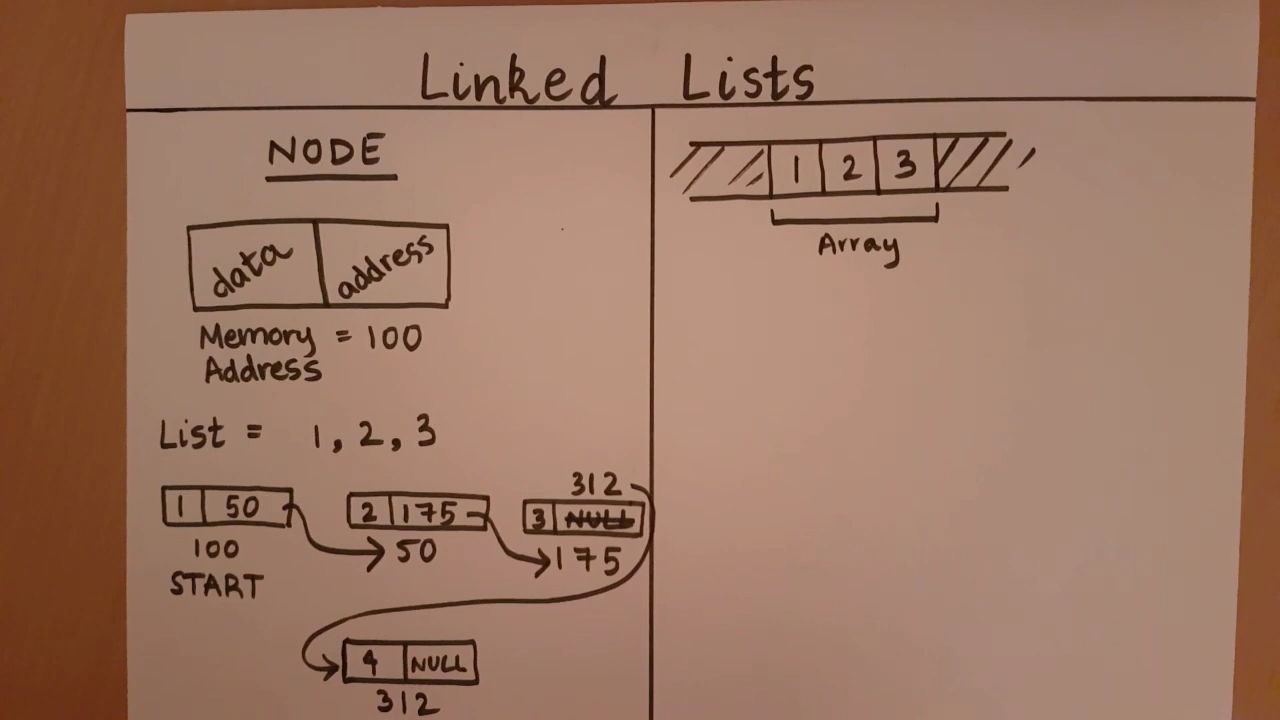 Linked Lists
NODE
data address
Memory = 100
Address
List = 1, 2, 3
312
1 50 2 175 3 NULL
100 50 175
START
4 NULL
312
1 2 3
Array